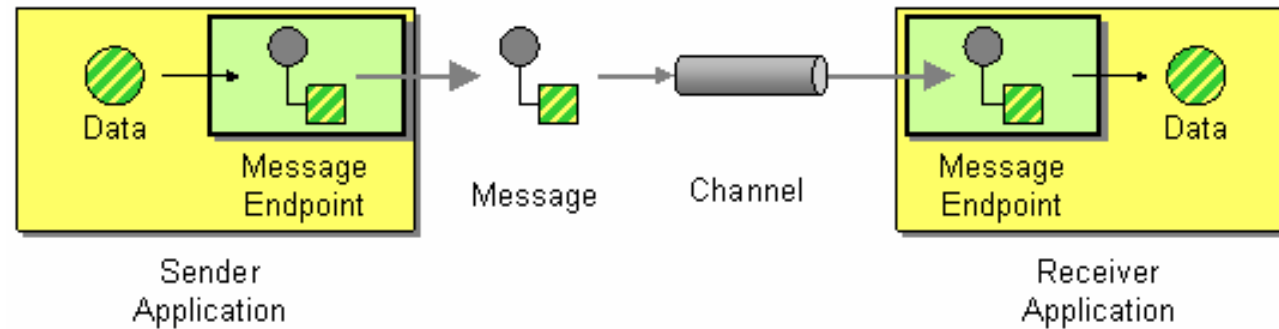 Data
Message
Endpoint
Message
Channel
Message
Endpoint
Data
Sender
Application
Receiver
Application